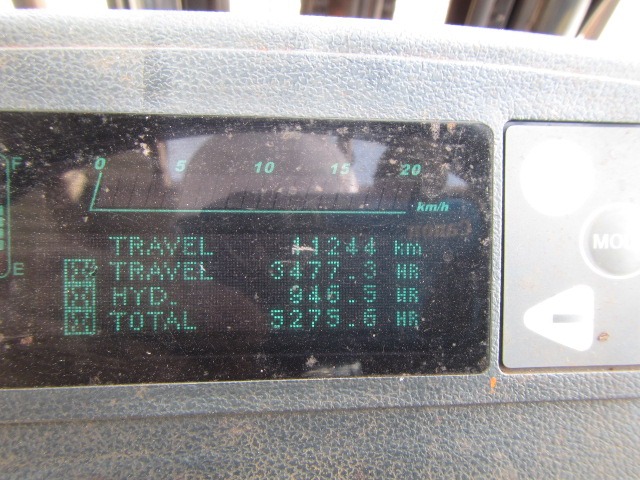 F
0 5 10 15 20
km/h
E
TRAVEL 11244 km
TRAVEL 3477.3 HR
HYD. 846.5 HR
TOTAL 5275.6 HR